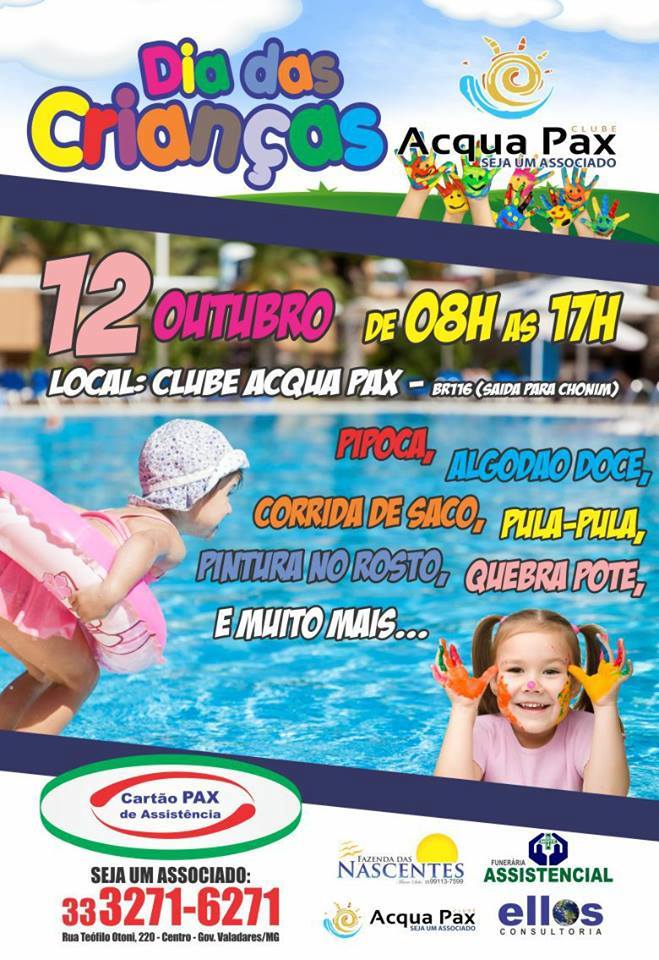 Dia das
Crianças
CLUBE
Acqua Pax
SEJA UM ASSOCIADO
12 OUTUBRO DE 08H AS 17H
LOCAL: CLUBE ACQUA PAX - BR116 (SAIDA PARA CHONIM)
PIPOCA, ALGODAO DOCE,
CORRIDA DE SACO, PULA-PULA,
PINTURA NO ROSTO, QUEBRA POTE,
E MUITO MAIS...
Cartão PAX
de Assistência
SEJA UM ASSOCIADO:
33 3271-6271
Rua Teófilo Otoni, 220 - Centro - Gov. Valadares/MG
FAZENDA DAS
NASCENTES
99113-7599
FUNERÁRIA
ASSISTENCIAL
Acqua Pax
SEJA UM ASSOCIADO
ellos
CONSULTORIA